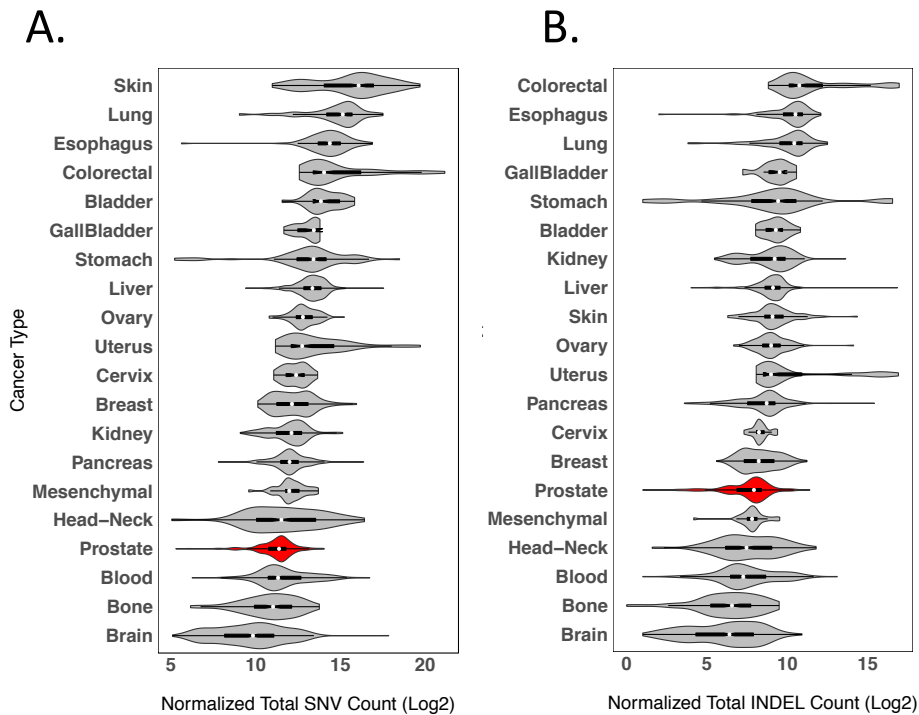 A.
Cancer Type
Skin
Lung
Esophagus
Colorectal
Bladder
GallBladder
Stomach
Liver
Ovary
Uterus
Cervix
Breast
Kidney
Pancreas
Mesenchymal
Head−Neck
Prostate
Blood
Bone
Brain
5 10 15 20
Normalized Total SNV Count (Log2)
B.
Colorectal
Esophagus
Lung
GallBladder
Stomach
Bladder
Kidney
Liver
Skin
Ovary
Uterus
Pancreas
Cervix
Breast
Prostate
Mesenchymal
Head−Neck
Blood
Bone
Brain
0 5 10 15
Normalized Total INDEL Count (Log2)